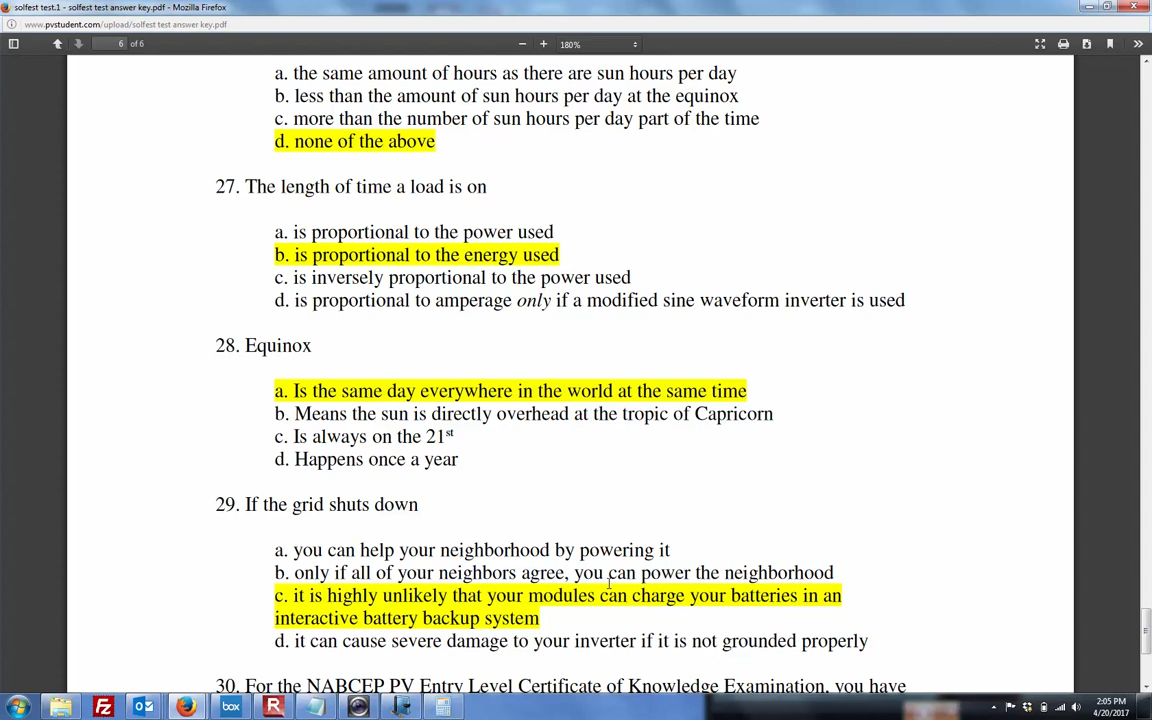 solfest test.1 - solfest test answer key.pdf - Mozilla Firefox
www.pvstudent.com/upload/solfest test answer key.pdf
6 of 6
180%
a. the same amount of hours as there are sun hours per day
b. less than the amount of sun hours per day at the equinox
c. more than the number of sun hours per day part of the time
d. none of the above
27. The length of time a load is on
a. is proportional to the power used
b. is proportional to the energy used
c. is inversely proportional to the power used
d. is proportional to amperage only if a modified sine waveform inverter is used
28. Equinox
a. Is the same day everywhere in the world at the same time
b. Means the sun is directly overhead at the tropic of Capricorn
c. Is always on the 21st
d. Happens once a year
29. If the grid shuts down
a. you can help your neighborhood by powering it
b. only if all of your neighbors agree, you can power the neighborhood
c. it is highly unlikely that your modules can charge your batteries in an
interactive battery backup system
d. it can cause severe damage to your inverter if it is not grounded properly
30. For the NABCEP PV Entry Level Certificate of Knowledge Examination, you have
box
2:05 PM
4/20/2017